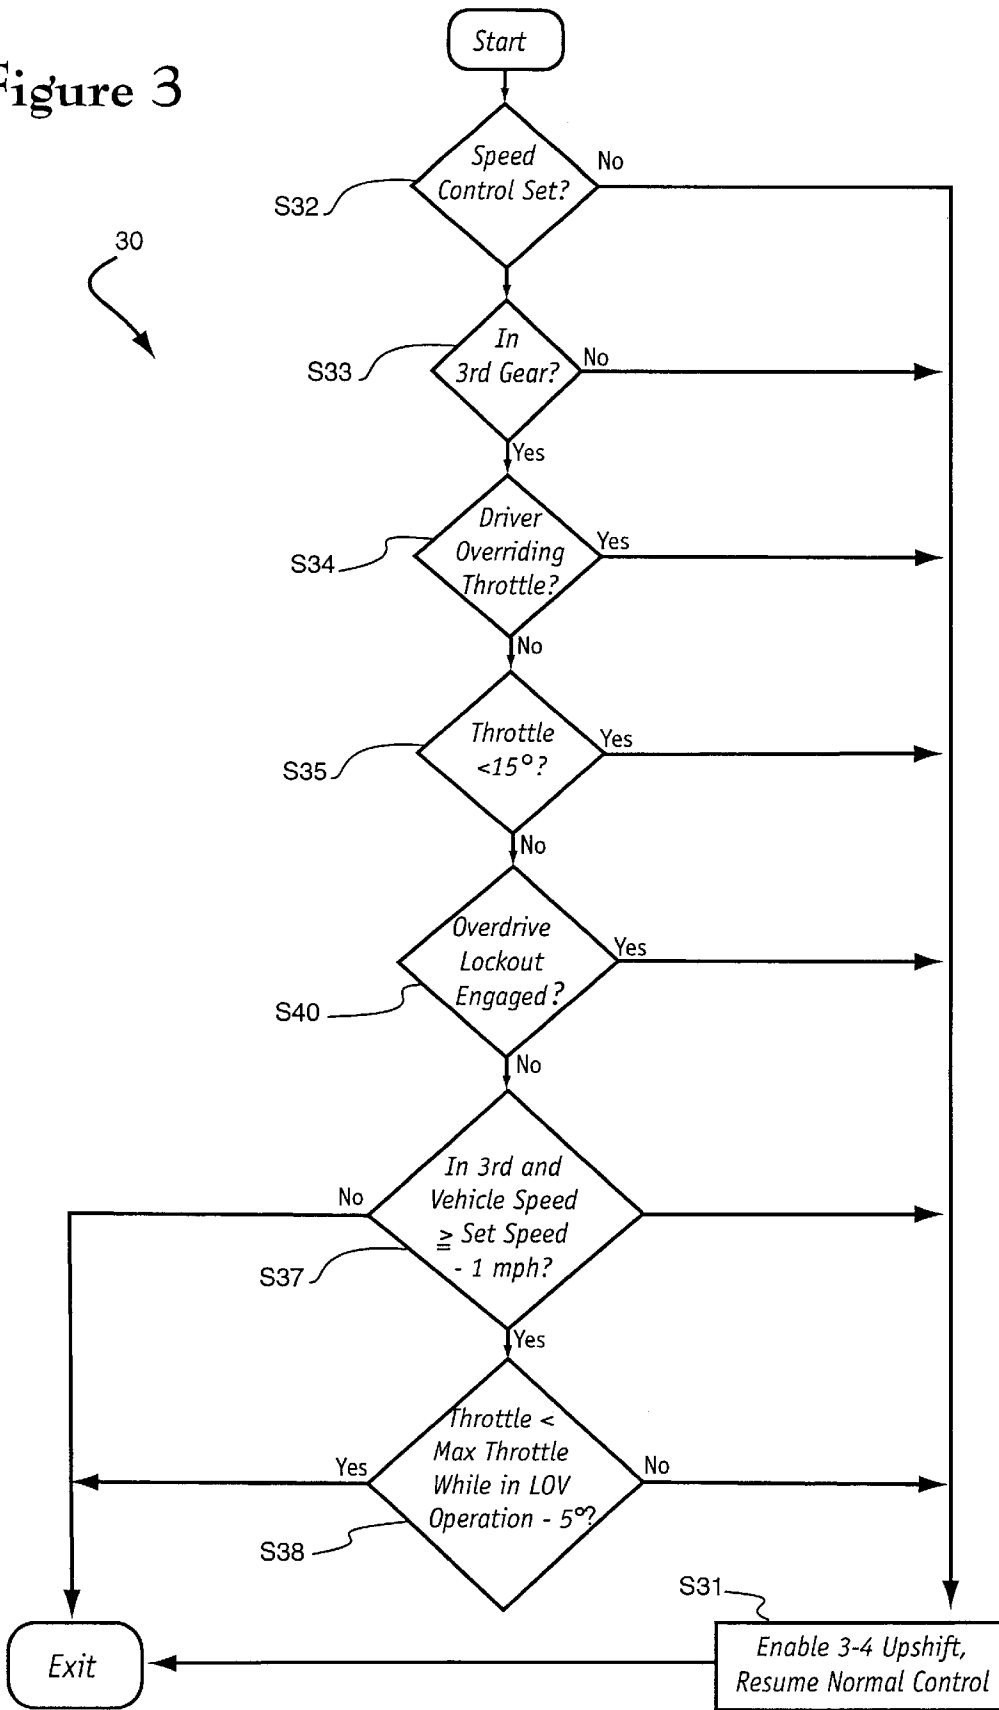 Figure 3
Start
Speed
Control Set?
No
S32
30
In
3rd Gear?
No
S33
Yes
Driver
Overriding
Throttle?
Yes
S34
No
Throttle
<15°?
Yes
S35
No
Overdrive
Lockout
Engaged?
Yes
S40
No
In 3rd and
Vehicle Speed
≧ Set Speed
- 1 mph?
No
S37
Yes
Throttle <
Max Throttle
While in LOV
Operation - 5°?
Yes
No
S38
S31
Enable 3-4 Upshift,
Resume Normal Control
Exit